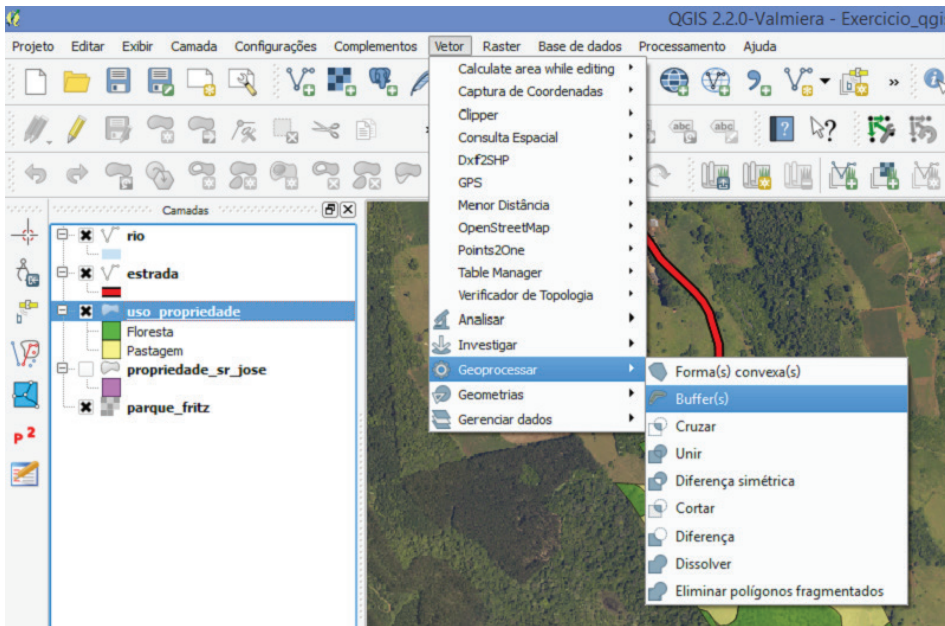 QGIS 2.2.0-Valmiera - Exercicio_qgi
Projeto Editar Exibir Camada Configurações Complementos Vetor Raster Base de dados Processamento Ajuda
Calculate area while editing
Captura de Coordenadas
Clipper
Consulta Espacial
Dxf2SHP
GPS
Menor Distância
OpenStreetMap
Points2One
Table Manager
Verificador de Topologia
Analisar
Investigar
Geoprocessar
Geometrias
Gerenciar dados
Forma(s) convexa(s)
Buffer(s)
Cruzar
Unir
Diferença simétrica
Cortar
Diferença
Dissolver
Eliminar polígonos fragmentados
abc abc
Camadas
rio
estrada
uso_propriedade
Floresta
Pastagem
propriedade_sr_jose
parque_fritz
P 2